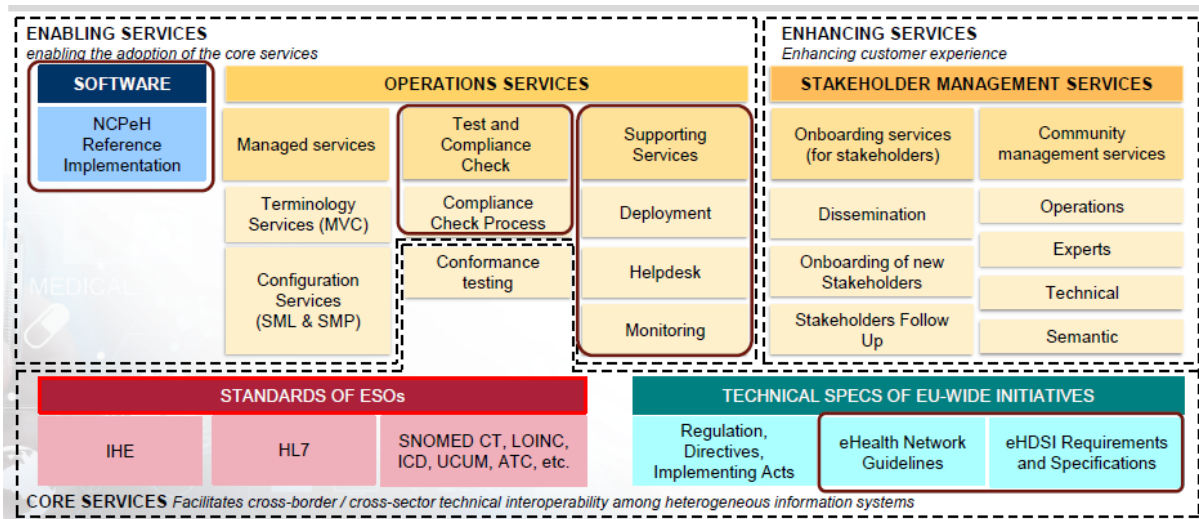 ENABLING SERVICES
enabling the adoption of the core services
SOFTWARE
NCPeH
Reference
Implementation
OPERATIONS SERVICES
Managed services
Terminology
Services (MVC)
Configuration
Services
(SML & SMP)
Test and
Compliance
Check
Compliance
Check Process
Conformance
testing
Supporting
Services
Deployment
Helpdesk
Monitoring
ENHANCING SERVICES
Enhancing customer experience
STAKEHOLDER MANAGEMENT SERVICES
Onboarding services
(for stakeholders)
Dissemination
Onboarding of new
Stakeholders
Stakeholders Follow
Up
Community
management services
Operations
Experts
Technical
Semantic
MEDICAL
STANDARDS OF ESOs
IHE
HL7
SNOMED CT, LOINC,
ICD, UCUM, ATC, etc.
TECHNICAL SPECS OF EU-WIDE INITIATIVES
Regulation,
Directives,
Implementing Acts
eHealth Network
Guidelines
eHDSI Requirements
and Specifications
CORE SERVICES Facilitates cross-border / cross-sector technical interoperability among heterogeneous information systems